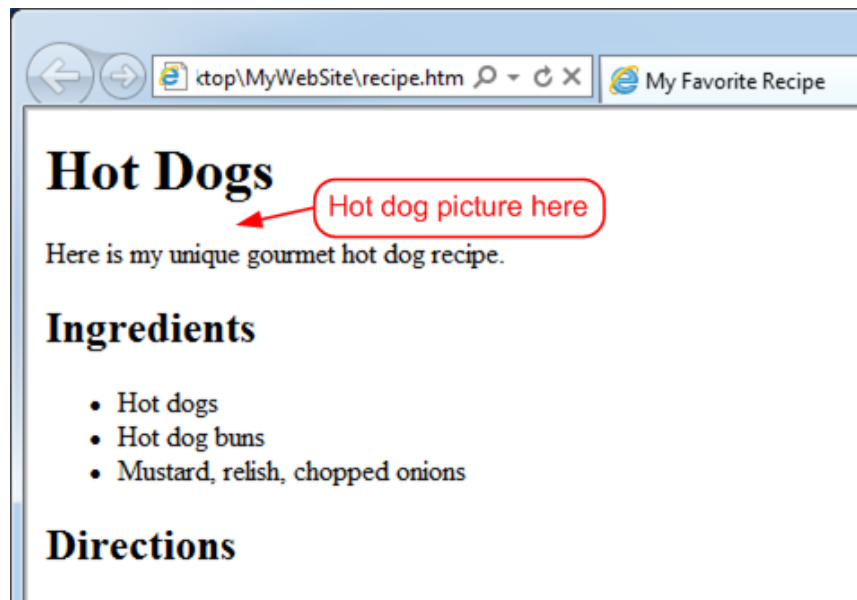 ktop\MyWebSite\recipe.htm
My Favorite Recipe
Hot Dogs
Hot dog picture here
Here is my unique gourmet hot dog recipe.
Ingredients
• Hot dogs
• Hot dog buns
• Mustard, relish, chopped onions
Directions